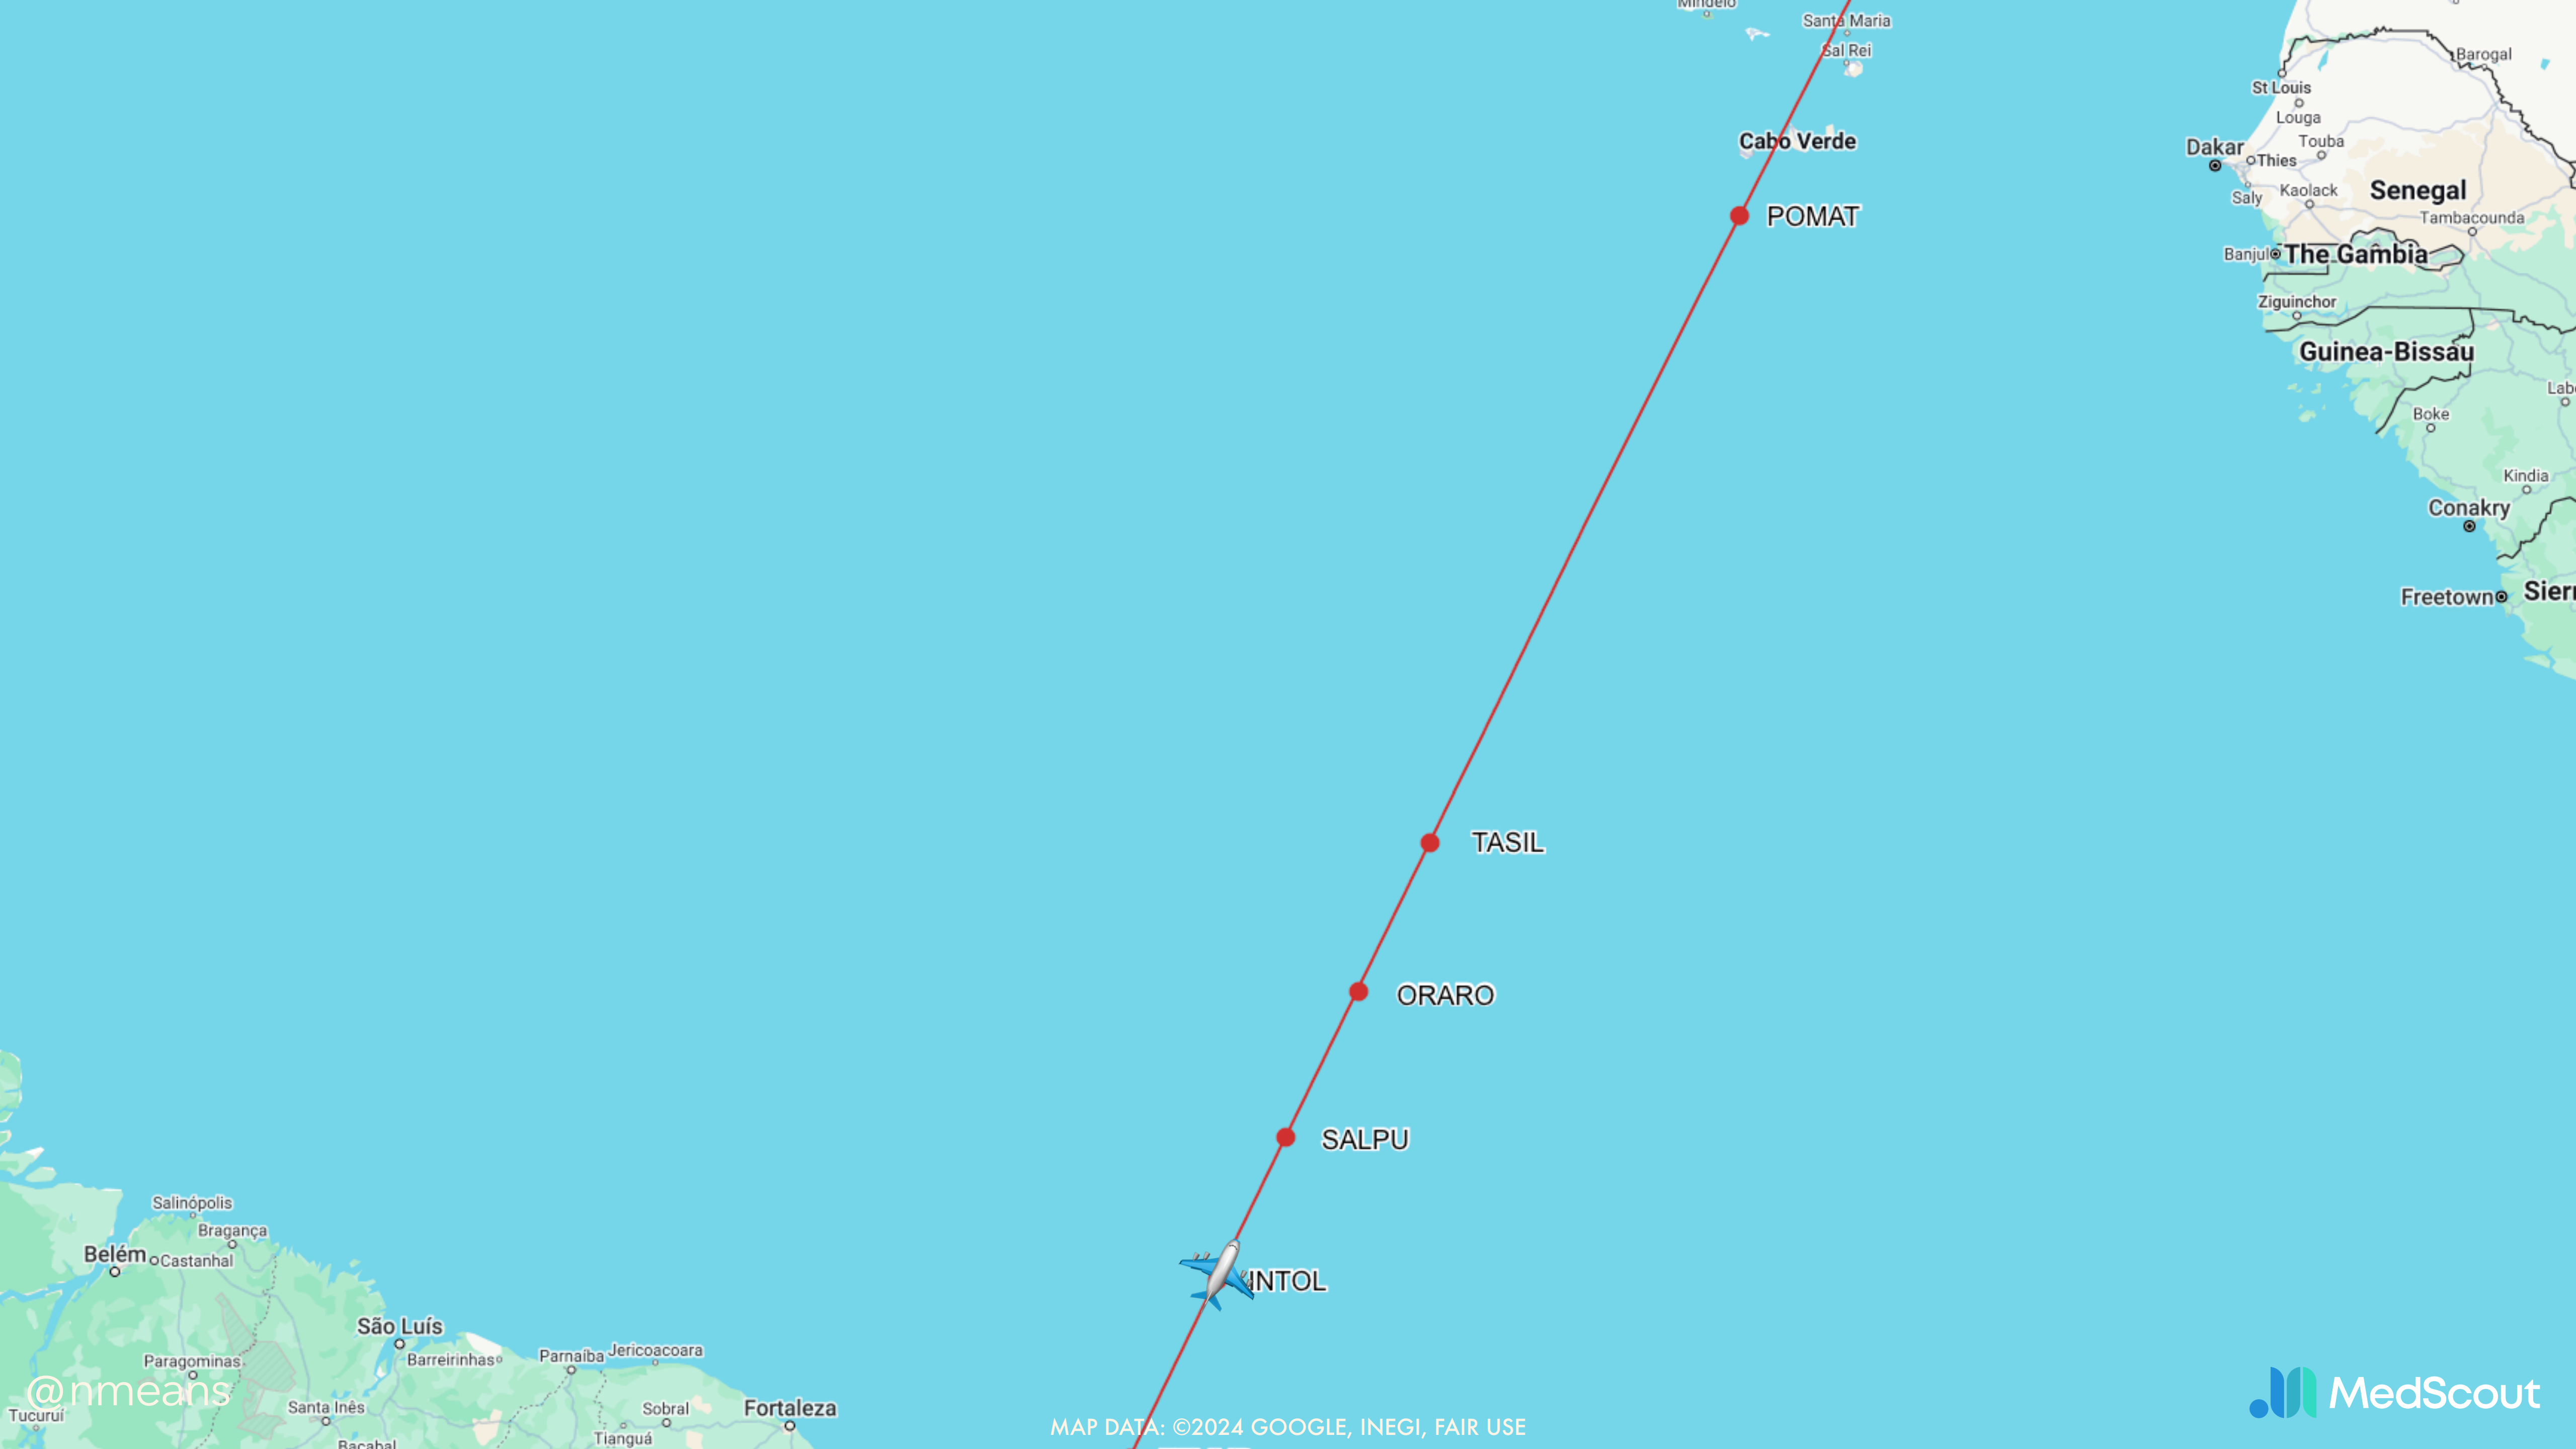 Mindelo
Santa Maria
Sal Rei
Barogal
St Louis
Louga
Touba
Cabo Verde
Dakar
Thies
Kaolack
Saly
Senegal
Tambacounda
POMAT
Banjul
The Gambia
Ziguinchor
Guinea-Bissau
Lab
Boke
Kindia
Conakry
Freetown
Sierr
TASIL
ORARO
SALPU
INTOL
Salinópolis
Bragança
Belém
Castanhal
São Luís
Barreirinhas
Parnaíba
Jericoacoara
Paragominas
@nmeans
Tucuruí
Santa Inês
Sobral
Fortaleza
Tianguá
Bacabal
MAP DATA: ©2024 GOOGLE, INEGI, FAIR USE
MedScout